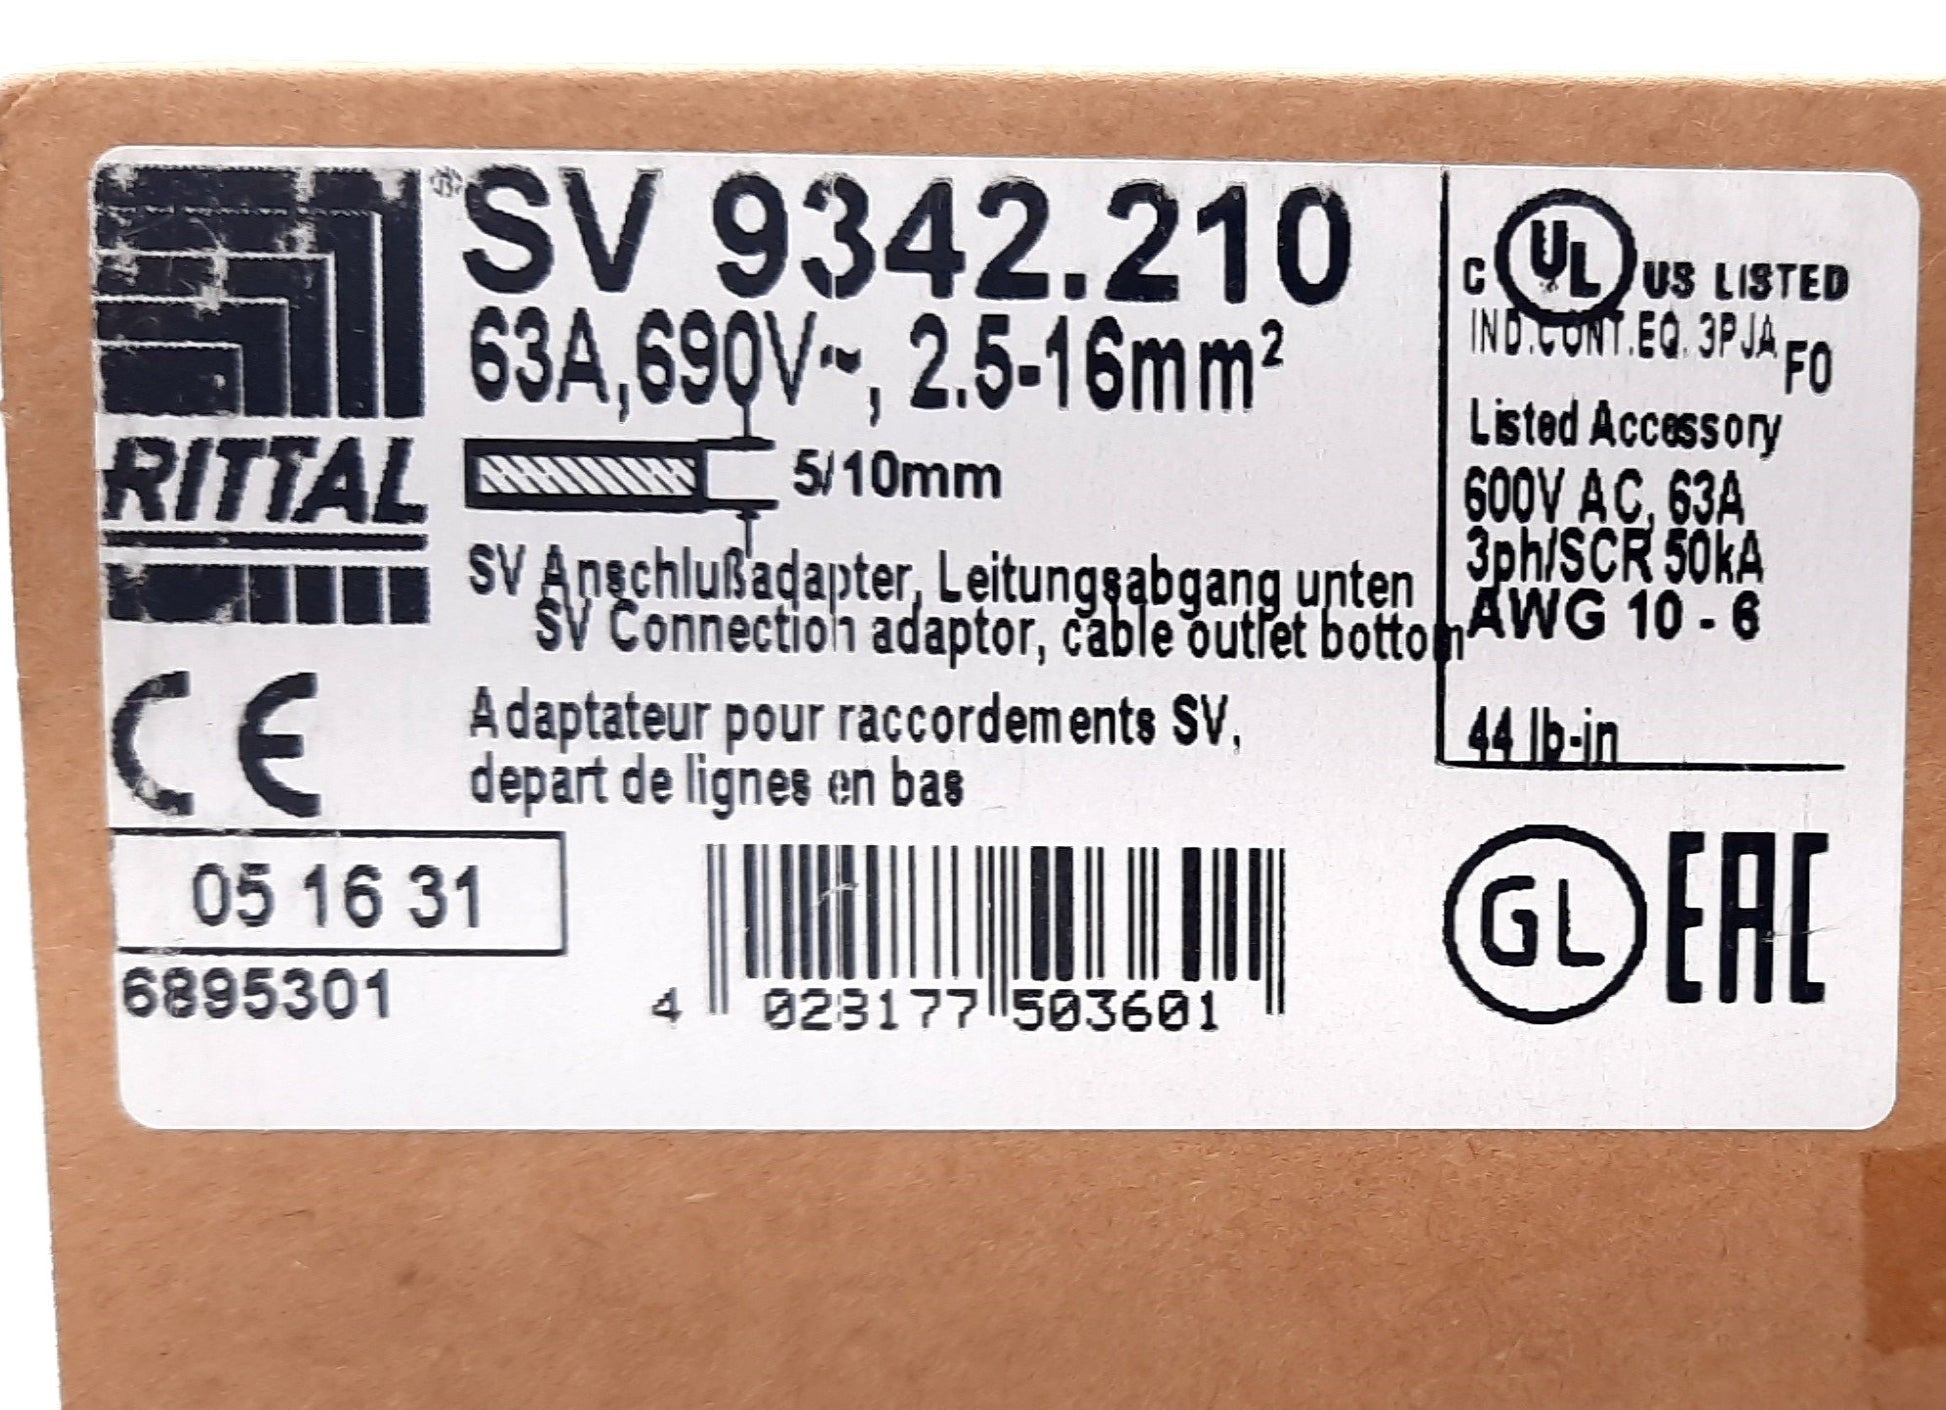 SV 9342.210
63A,690V~, 2.5-16mm²
5/10mm
RITTAL
SV Anschlußadapter, Leitungsabgang unten
SV Connection adaptor, cable outlet bottom
Adaptateur pour raccordements SV,
depart de lignes en bas
CE
05 16 31
6895301
4 028177 503601
C UL US LISTED
IND.CONT.EQ. 3PJA
F0
Listed Accessory
600V AC, 63A
3ph/SCR 50kA
AWG 10 - 6
44 lb-in
GL EAC